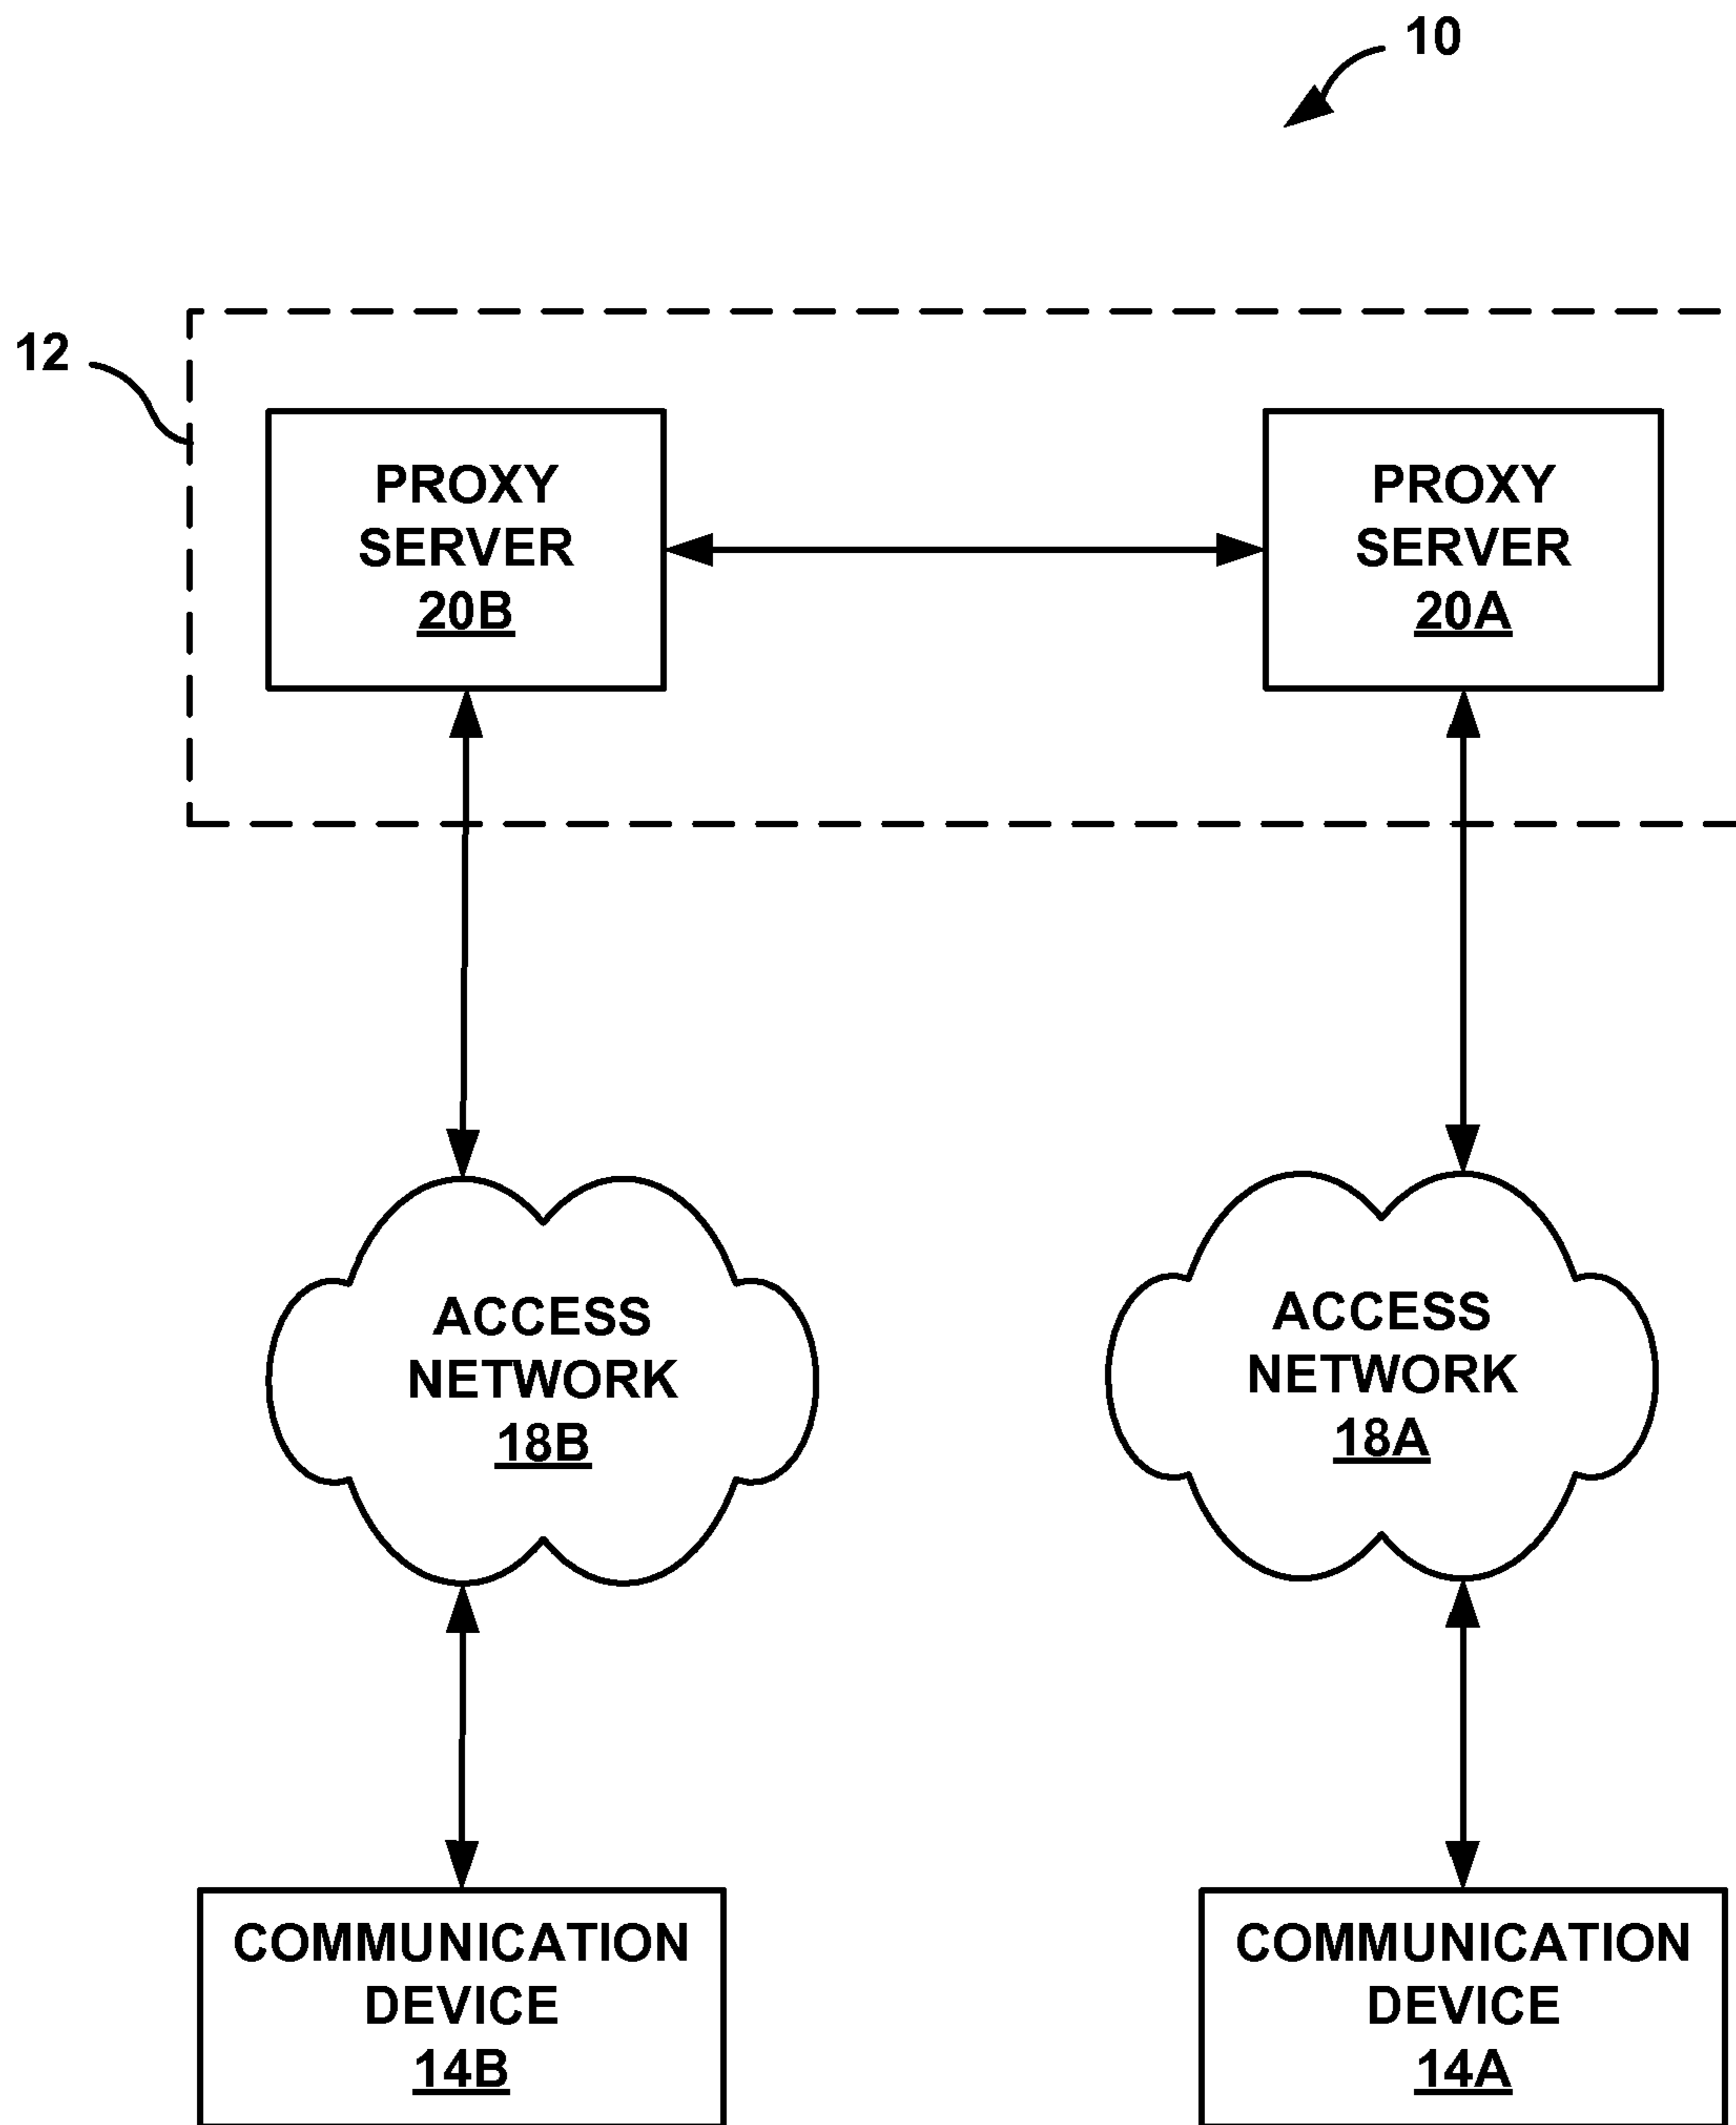 10
12
PROXY
SERVER
20B
PROXY
SERVER
20A
ACCESS
NETWORK
18B
ACCESS
NETWORK
18A
COMMUNICATION
DEVICE
14B
COMMUNICATION
DEVICE
14A